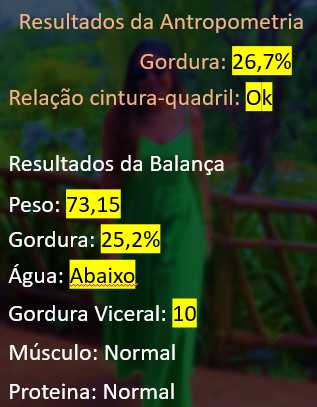 Resultados da Antropometria
Gordura: 26,7%
Relação cintura-quadril: Ok
Resultados da Balança
Peso: 73,15
Gordura: 25,2%
Água: Abaixo
Gordura Viceral: 10
Músculo: Normal
Proteina: Normal